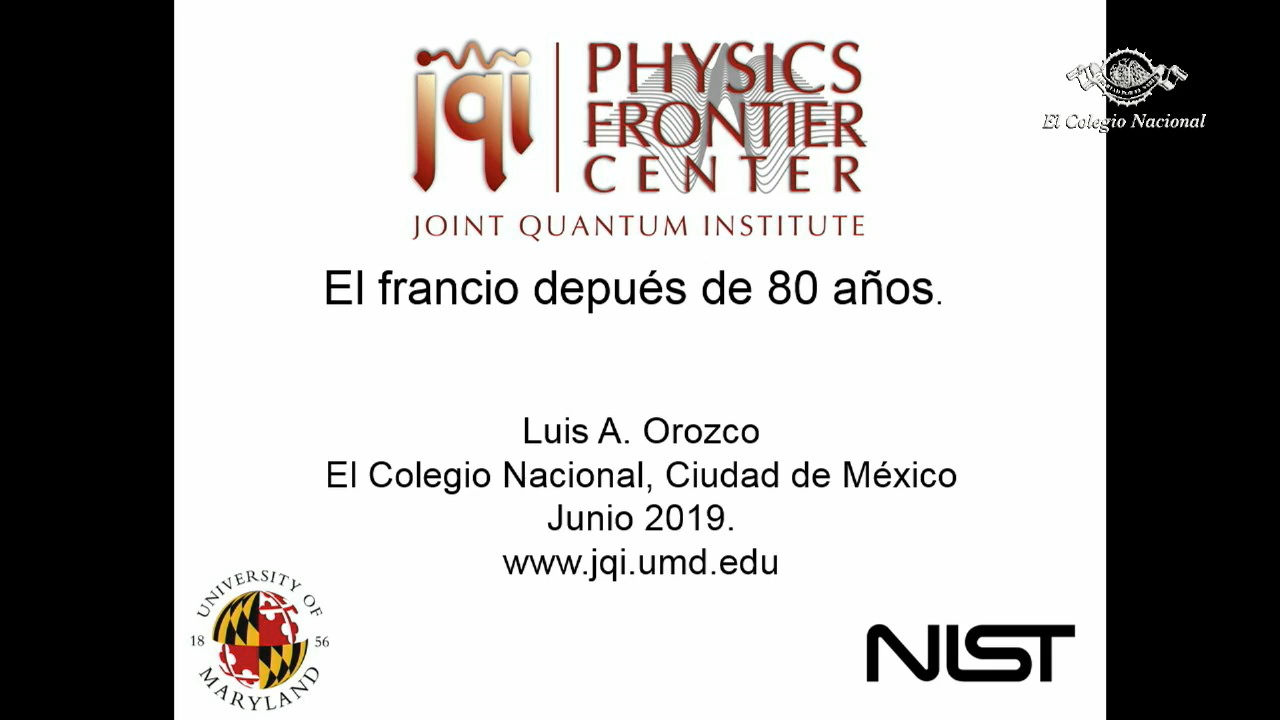 jqi
PHYSICS
FRONTIER
CENTER
JOINT QUANTUM INSTITUTE
El Colegio Nacional
El francio depués de 80 años.
Luis A. Orozco
El Colegio Nacional, Ciudad de México
Junio 2019.
www.jqi.umd.edu
UNIVERSITY OF
18 56
MARYLAND
NIST